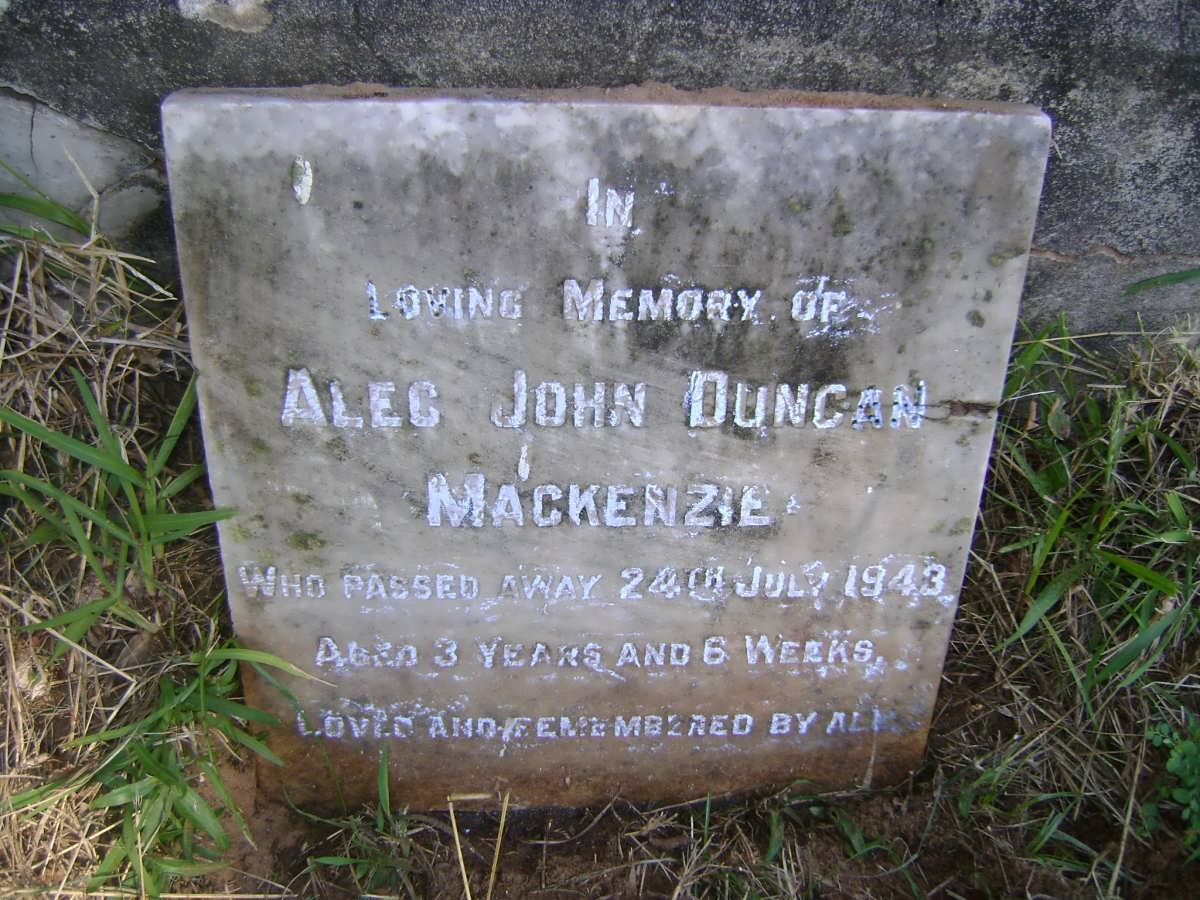 IN
LOVING MEMORY OF
ALEC JOHN DUNCAN
MACKENZIE
WHO PASSED AWAY 24TH JULY 1943.
AGED 3 YEARS AND 6 WEEKS.
LOVED AND REMEMBERED BY ALL